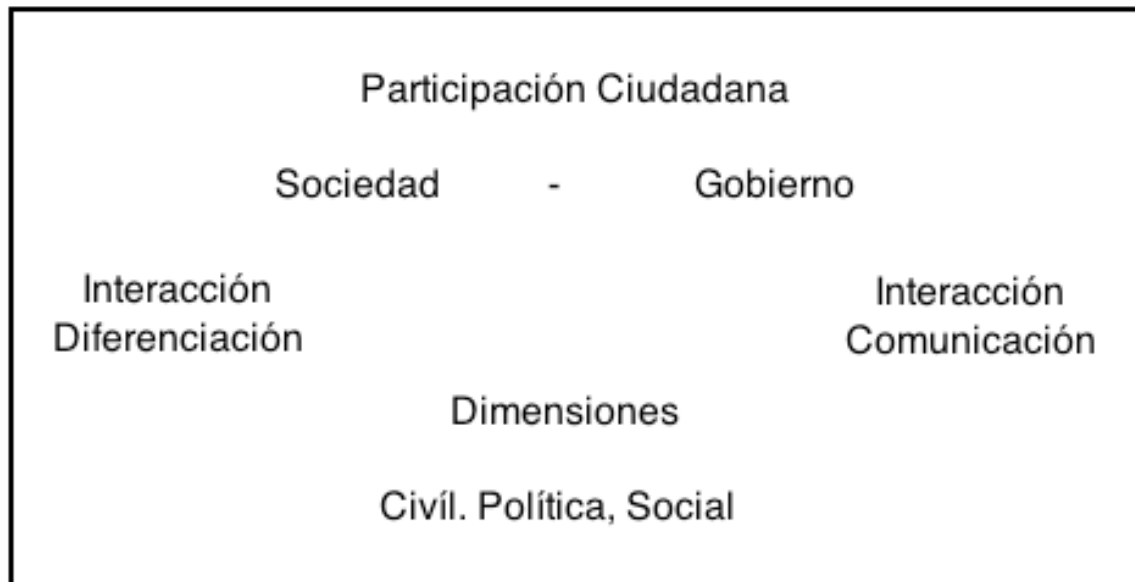 Participación Ciudadana
Sociedad - Gobierno
Interacción
Diferenciación
Interacción
Comunicación
Dimensiones
Civíl. Política, Social